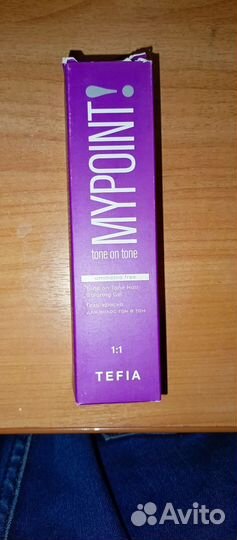 MYPOINT!
tone on tone
ammonia free
Tone on Tone Hair
Coloring Gel
Гель-краска
для волос тон в тон
1:1
TEFIA
Avito